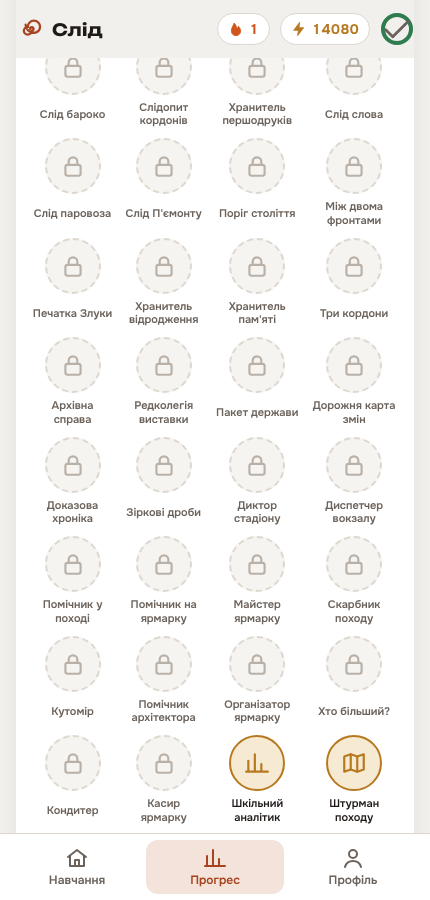 Слід
1
14080
Слід бароко
Слідопит
кордонів
Хранитель
першодруків
Слід слова
Слід паровоза
Слід П'ємонту
Поріг століття
Між двома
фронтами
Печатка Злуки
Хранитель
відродження
Хранитель
пам'яті
Три кордони
Архівна
справа
Редколегія
виставки
Пакет держави
Дорожня карта
змін
Доказова
хроніка
Зіркові дроби
Диктор
стадіону
Диспетчер
вокзалу
Помічник у
поході
Помічник на
ярмарку
Майстер
ярмарку
Скарбник
походу
Кутомір
Помічник
архітектора
Організатор
ярмарку
Хто більший?
Кондитер
Касир
ярмарку
Шкільний
аналітик
Штурман
походу
Навчання
Прогрес
Профіль